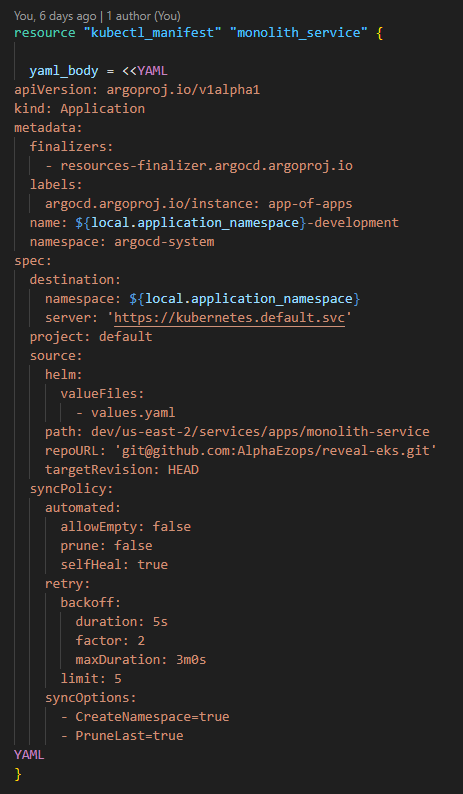 You, 6 days ago | 1 author (You)
resource "kubectl_manifest" "monolith_service" {
  yaml_body = <<YAML
apiVersion: argoproj.io/v1alpha1
kind: Application
metadata:
  finalizers:
    - resources-finalizer.argocd.argoproj.io
  labels:
    argocd.argoproj.io/instance: app-of-apps
  name: ${local.application_namespace}-development
  namespace: argocd-system
spec:
  destination:
    namespace: ${local.application_namespace}
    server: 'https://kubernetes.default.svc'
  project: default
  source:
    helm:
      valueFiles:
        - values.yaml
    path: dev/us-east-2/services/apps/monolith-service
    repoURL: 'git@github.com:AlphaEzops/reveal-eks.git'
    targetRevision: HEAD
  syncPolicy:
    automated:
      allowEmpty: false
      prune: false
      selfHeal: true
    retry:
      backoff:
        duration: 5s
        factor: 2
        maxDuration: 3m0s
      limit: 5
    syncOptions:
      - CreateNamespace=true
      - PruneLast=true
YAML
}